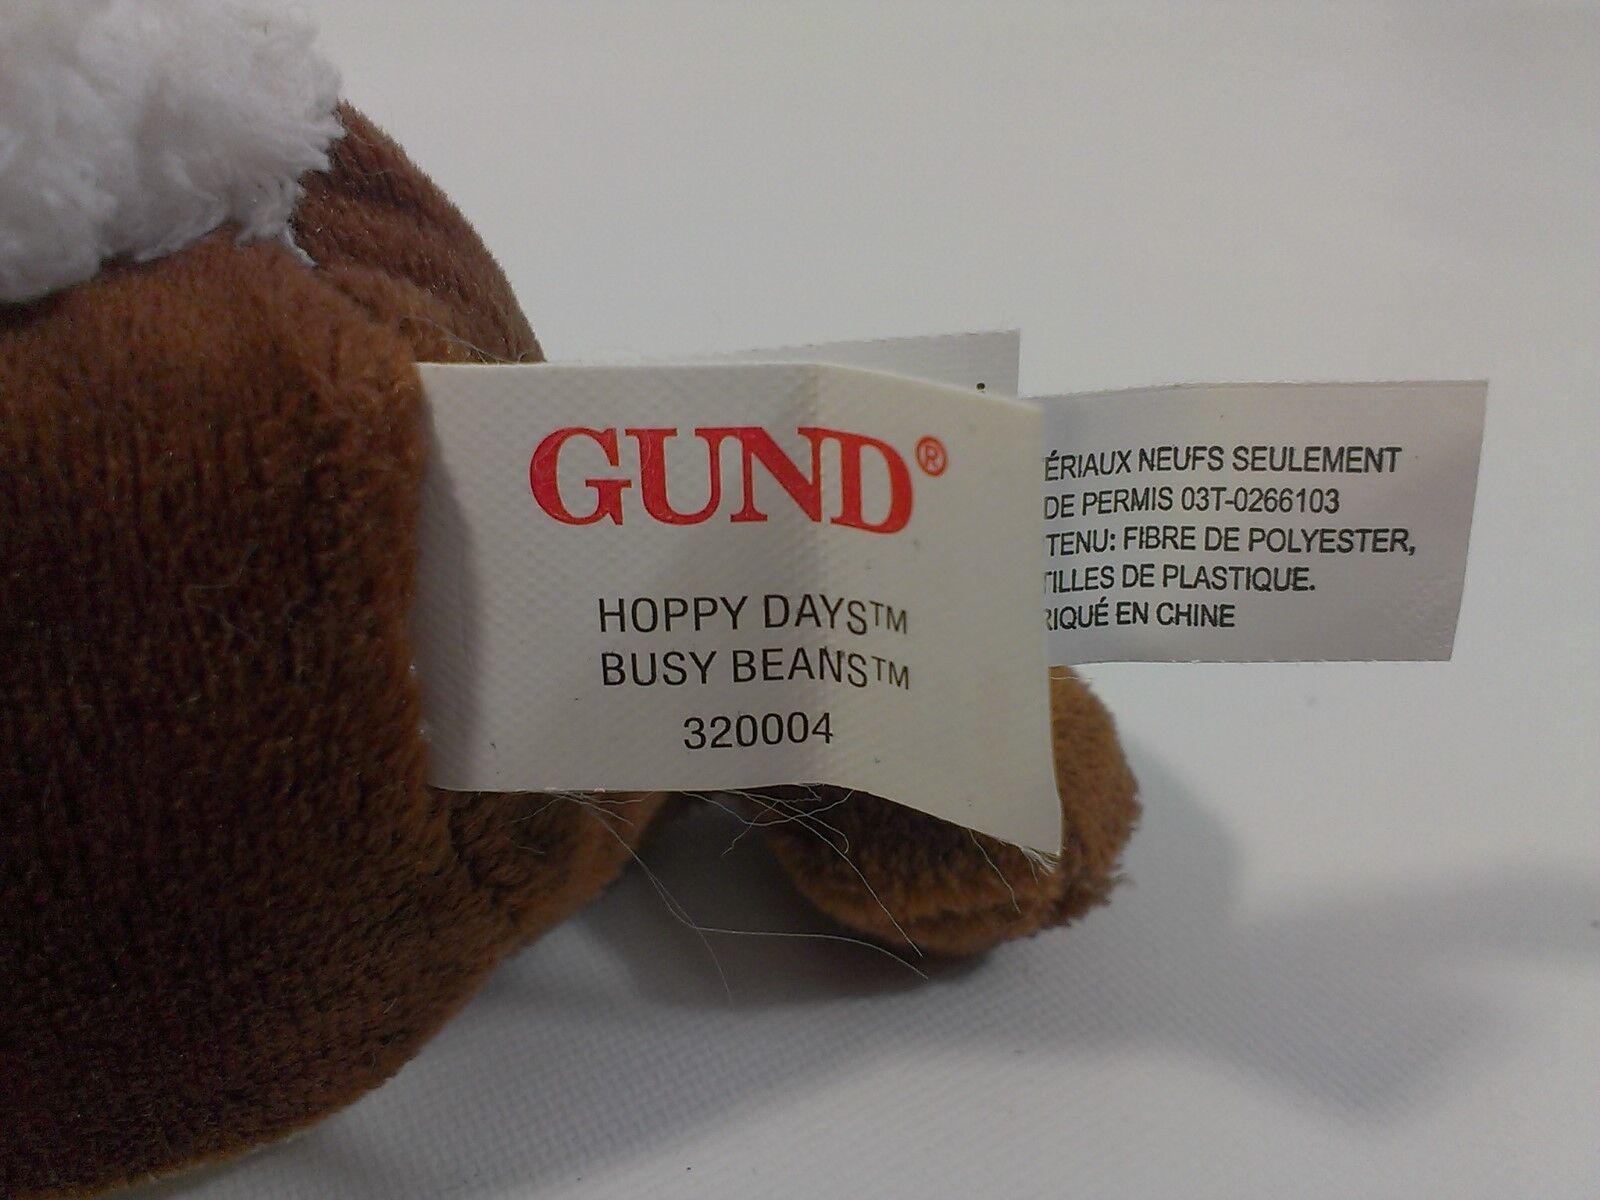 GUND®
HOPPY DAYS™
BUSY BEANS™
320004
ÉRIAUX NEUFS SEULEMENT
DE PERMIS 03T-0266103
TENU: FIBRE DE POLYESTER,
TILLES DE PLASTIQUE.
RIQUÉ EN CHINE